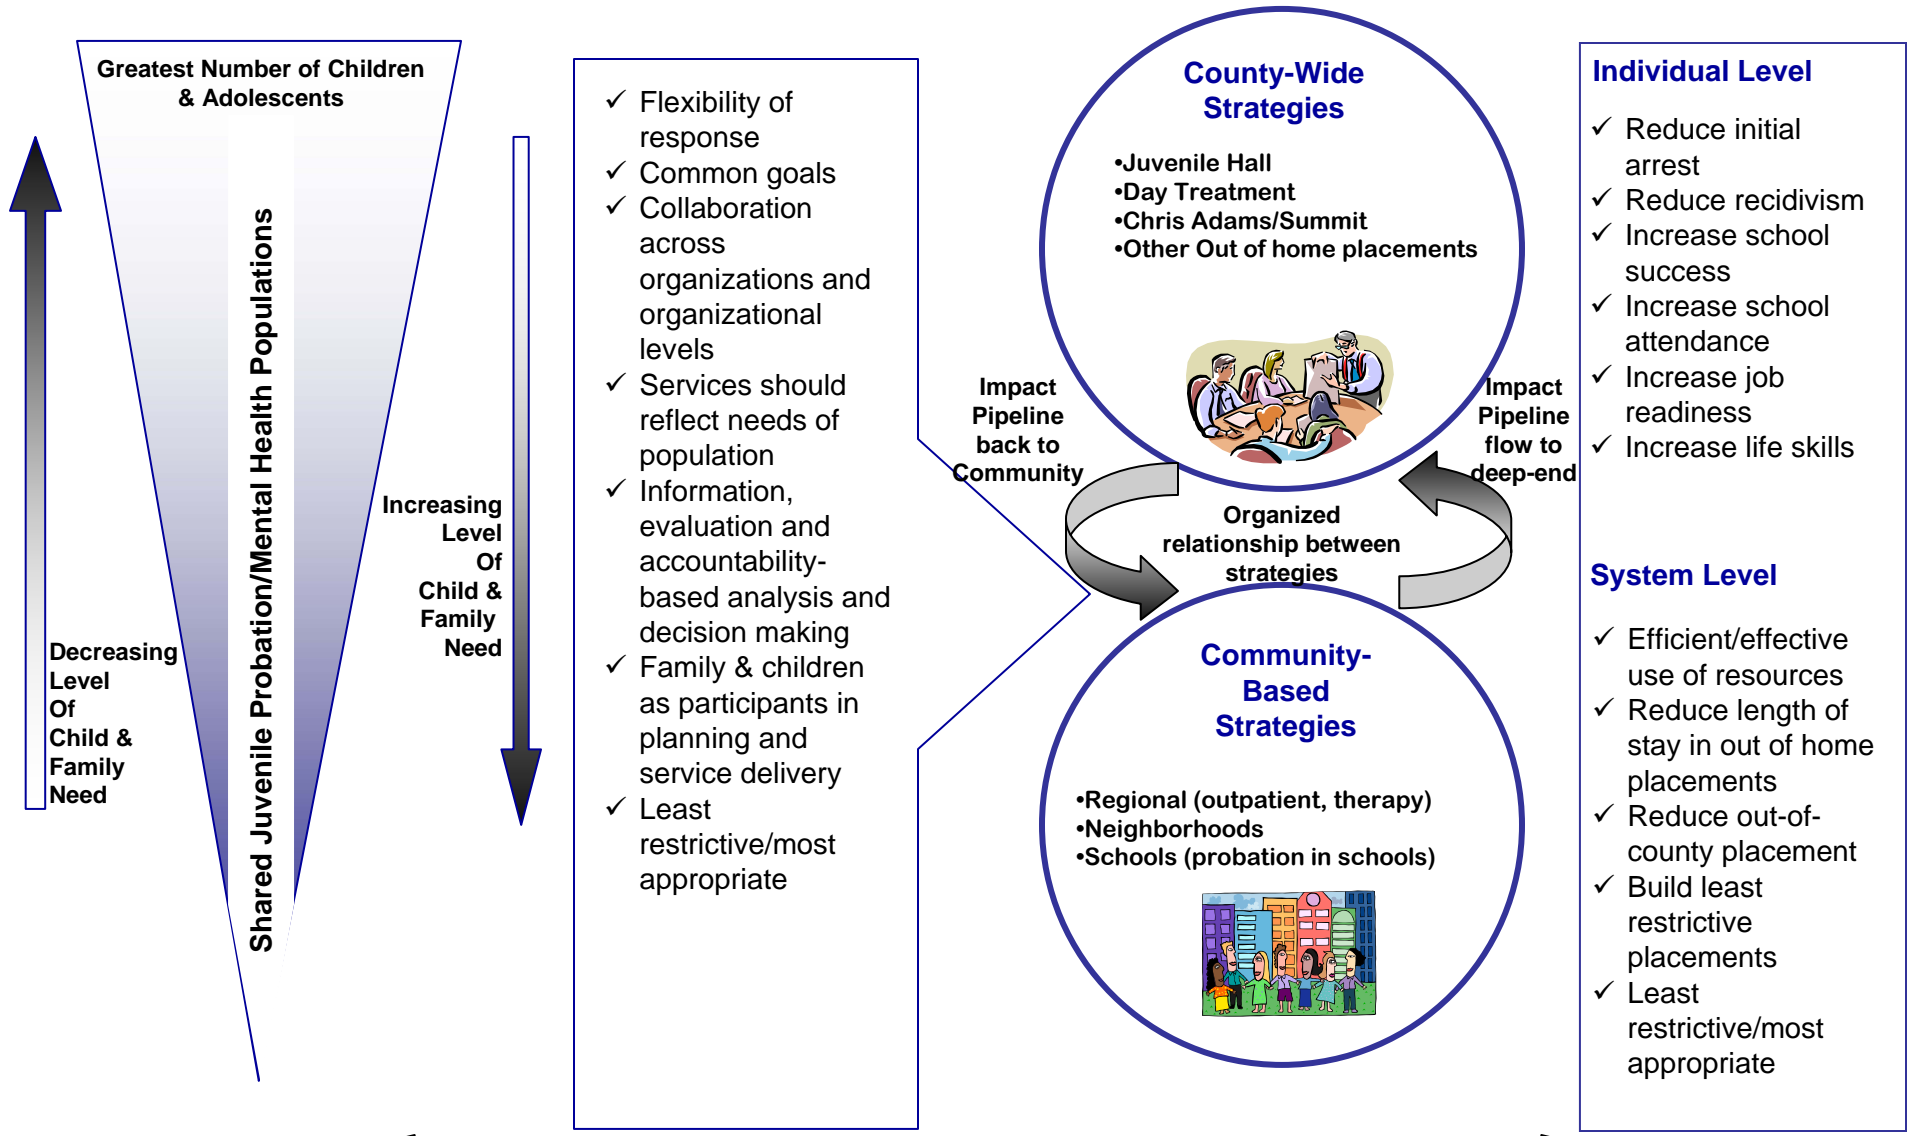 Greatest Number of Children
& Adolescents
Shared Juvenile Probation/Mental Health Populations
Decreasing
Level
Of
Child &
Family
Need
Increasing
Level
Of
Child &
Family
Need
✓ Flexibility of
response
✓ Common goals
✓ Collaboration
across
organizations and
organizational
levels
✓ Services should
reflect needs of
population
✓ Information,
evaluation and
accountability-
based analysis and
decision making
✓ Family & children
as participants in
planning and
service delivery
✓ Least
restrictive/most
appropriate
County-Wide
Strategies
•Juvenile Hall
•Day Treatment
•Chris Adams/Summit
•Other Out of home placements
Impact
Pipeline
back to
Community
Impact
Pipeline
flow to
deep-end
Organized
relationship between
strategies
Community-
Based
Strategies
•Regional (outpatient, therapy)
•Neighborhoods
•Schools (probation in schools)
Individual Level
✓ Reduce initial
arrest
✓ Reduce recidivism
✓ Increase school
success
✓ Increase school
attendance
✓ Increase job
readiness
✓ Increase life skills
System Level
✓ Efficient/effective
use of resources
✓ Reduce length of
stay in out of home
placements
✓ Reduce out-of-
county placement
✓ Build least
restrictive
placements
✓ Least
restrictive/most
appropriate